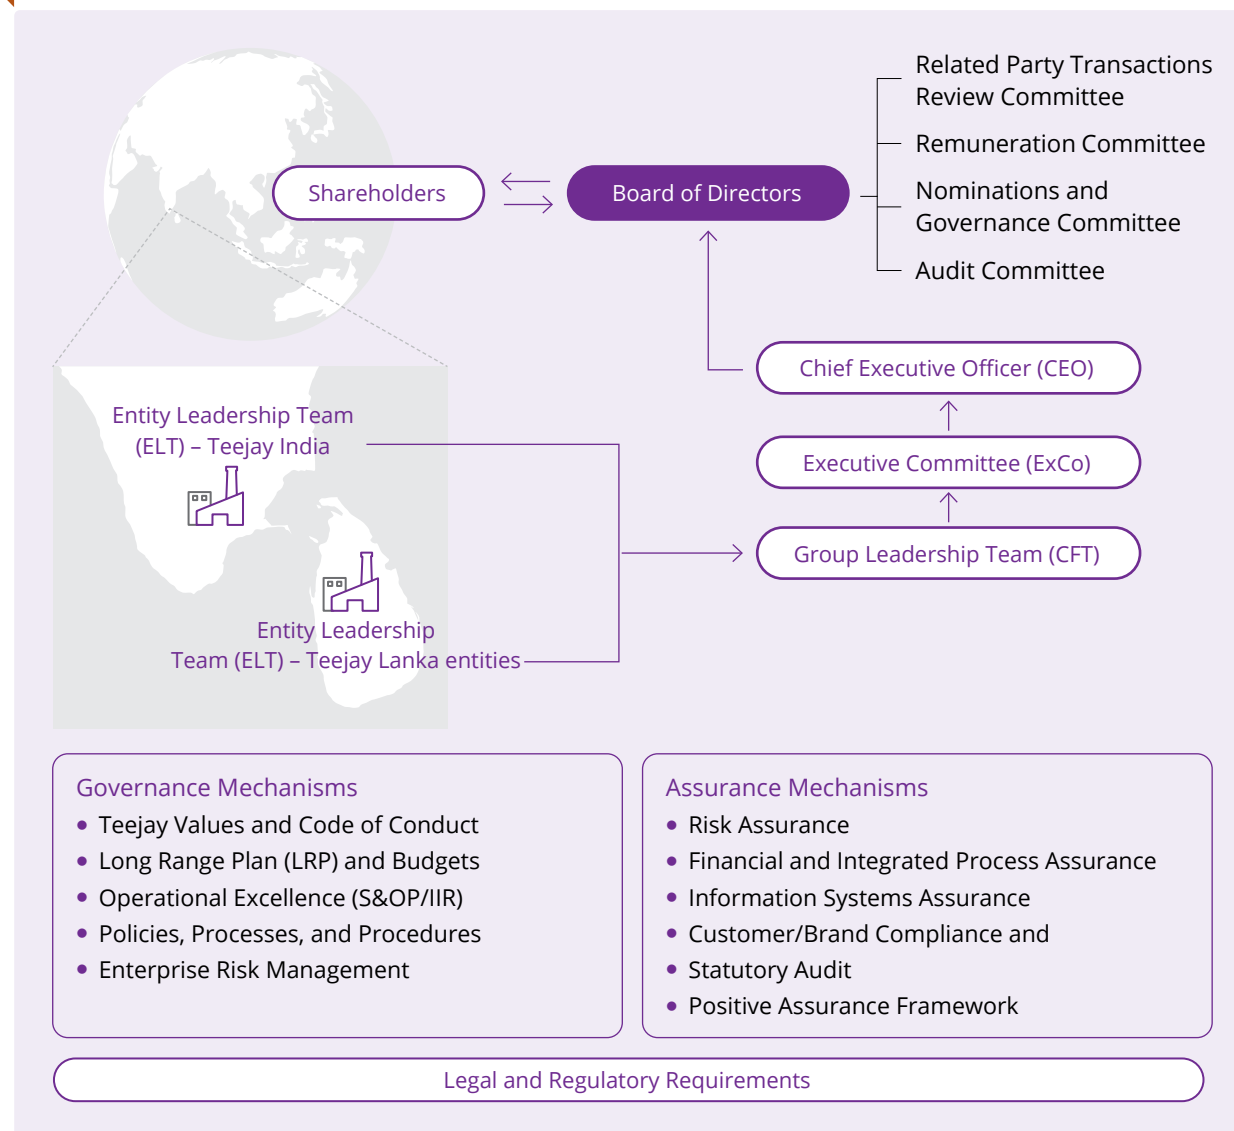 Related Party Transactions
Review Committee
Remuneration Committee
Shareholders
Board of Directors
Nominations and
Governance Committee
Audit Committee
Chief Executive Officer (CEO)
Entity Leadership Team
(ELT) – Teejay India
Executive Committee (ExCo)
Group Leadership Team (CFT)
Entity Leadership
Team (ELT) – Teejay Lanka entities
Governance Mechanisms
• Teejay Values and Code of Conduct
• Long Range Plan (LRP) and Budgets
• Operational Excellence (S&OP/IIR)
• Policies, Processes, and Procedures
• Enterprise Risk Management
Assurance Mechanisms
• Risk Assurance
• Financial and Integrated Process Assurance
• Information Systems Assurance
• Customer/Brand Compliance and
• Statutory Audit
• Positive Assurance Framework
Legal and Regulatory Requirements